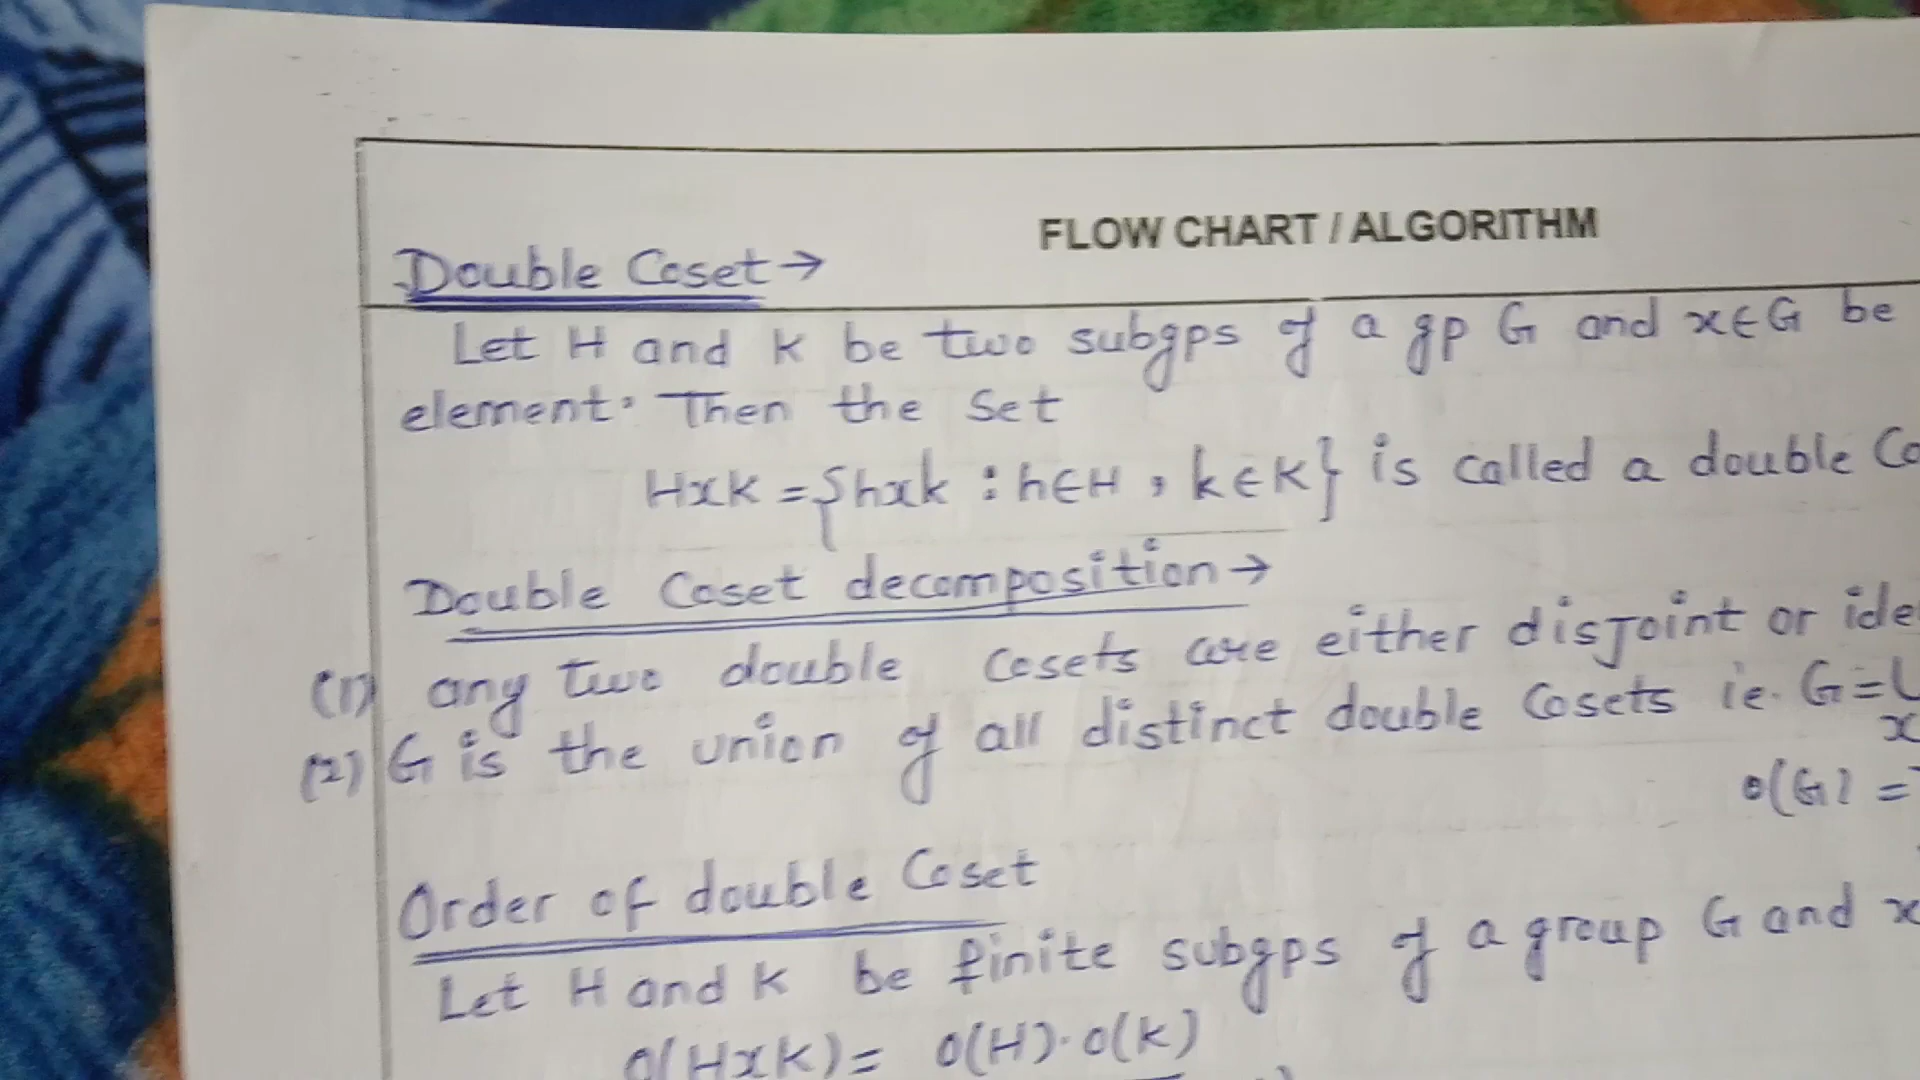 FLOW CHART / ALGORITHM
Double Coset →
Let H and K be two subgps of a gp G and x∈G be
element. Then the set
HxK = {hxk : h∈H, k∈K} is called a double Co
Double Coset decomposition →
(1) any two double Cosets are either disjoint or ide
(2) G is the union of all distinct double Cosets ie. G = U
x
o(G) =
Order of double Coset
Let H and K be finite subgps of a group G and x
O(HxK) = O(H).O(K)